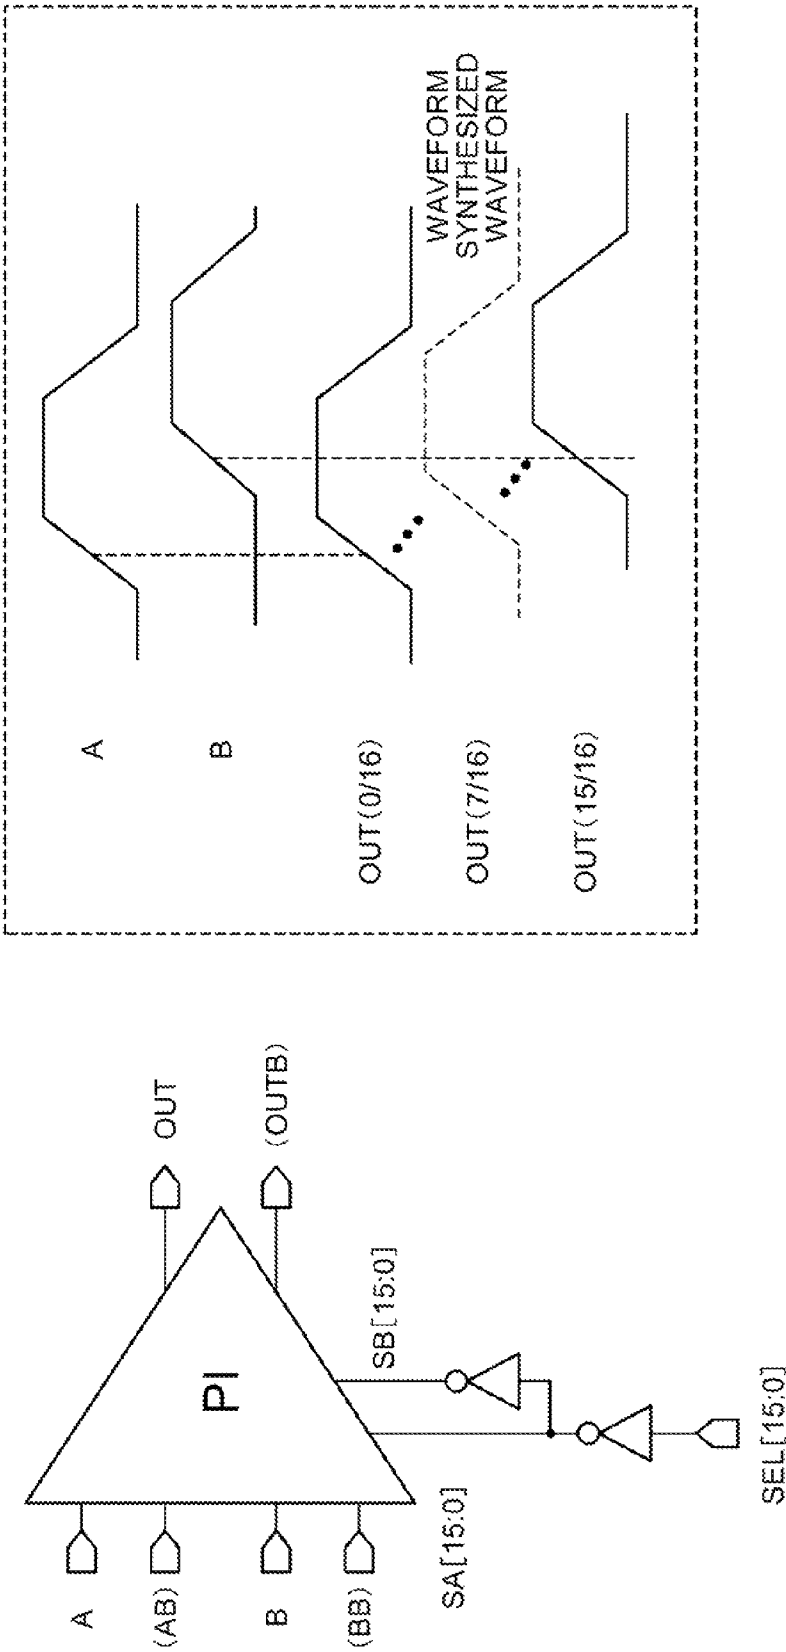 A
(AB)
B
(BB)
PI
OUT
(OUTB)
SA[15:0]
SB[15:0]
SEL[15:0]
A
B
OUT(0/16)
OUT(7/16)
OUT(15/16)
WAVEFORM
SYNTHESIZED
WAVEFORM